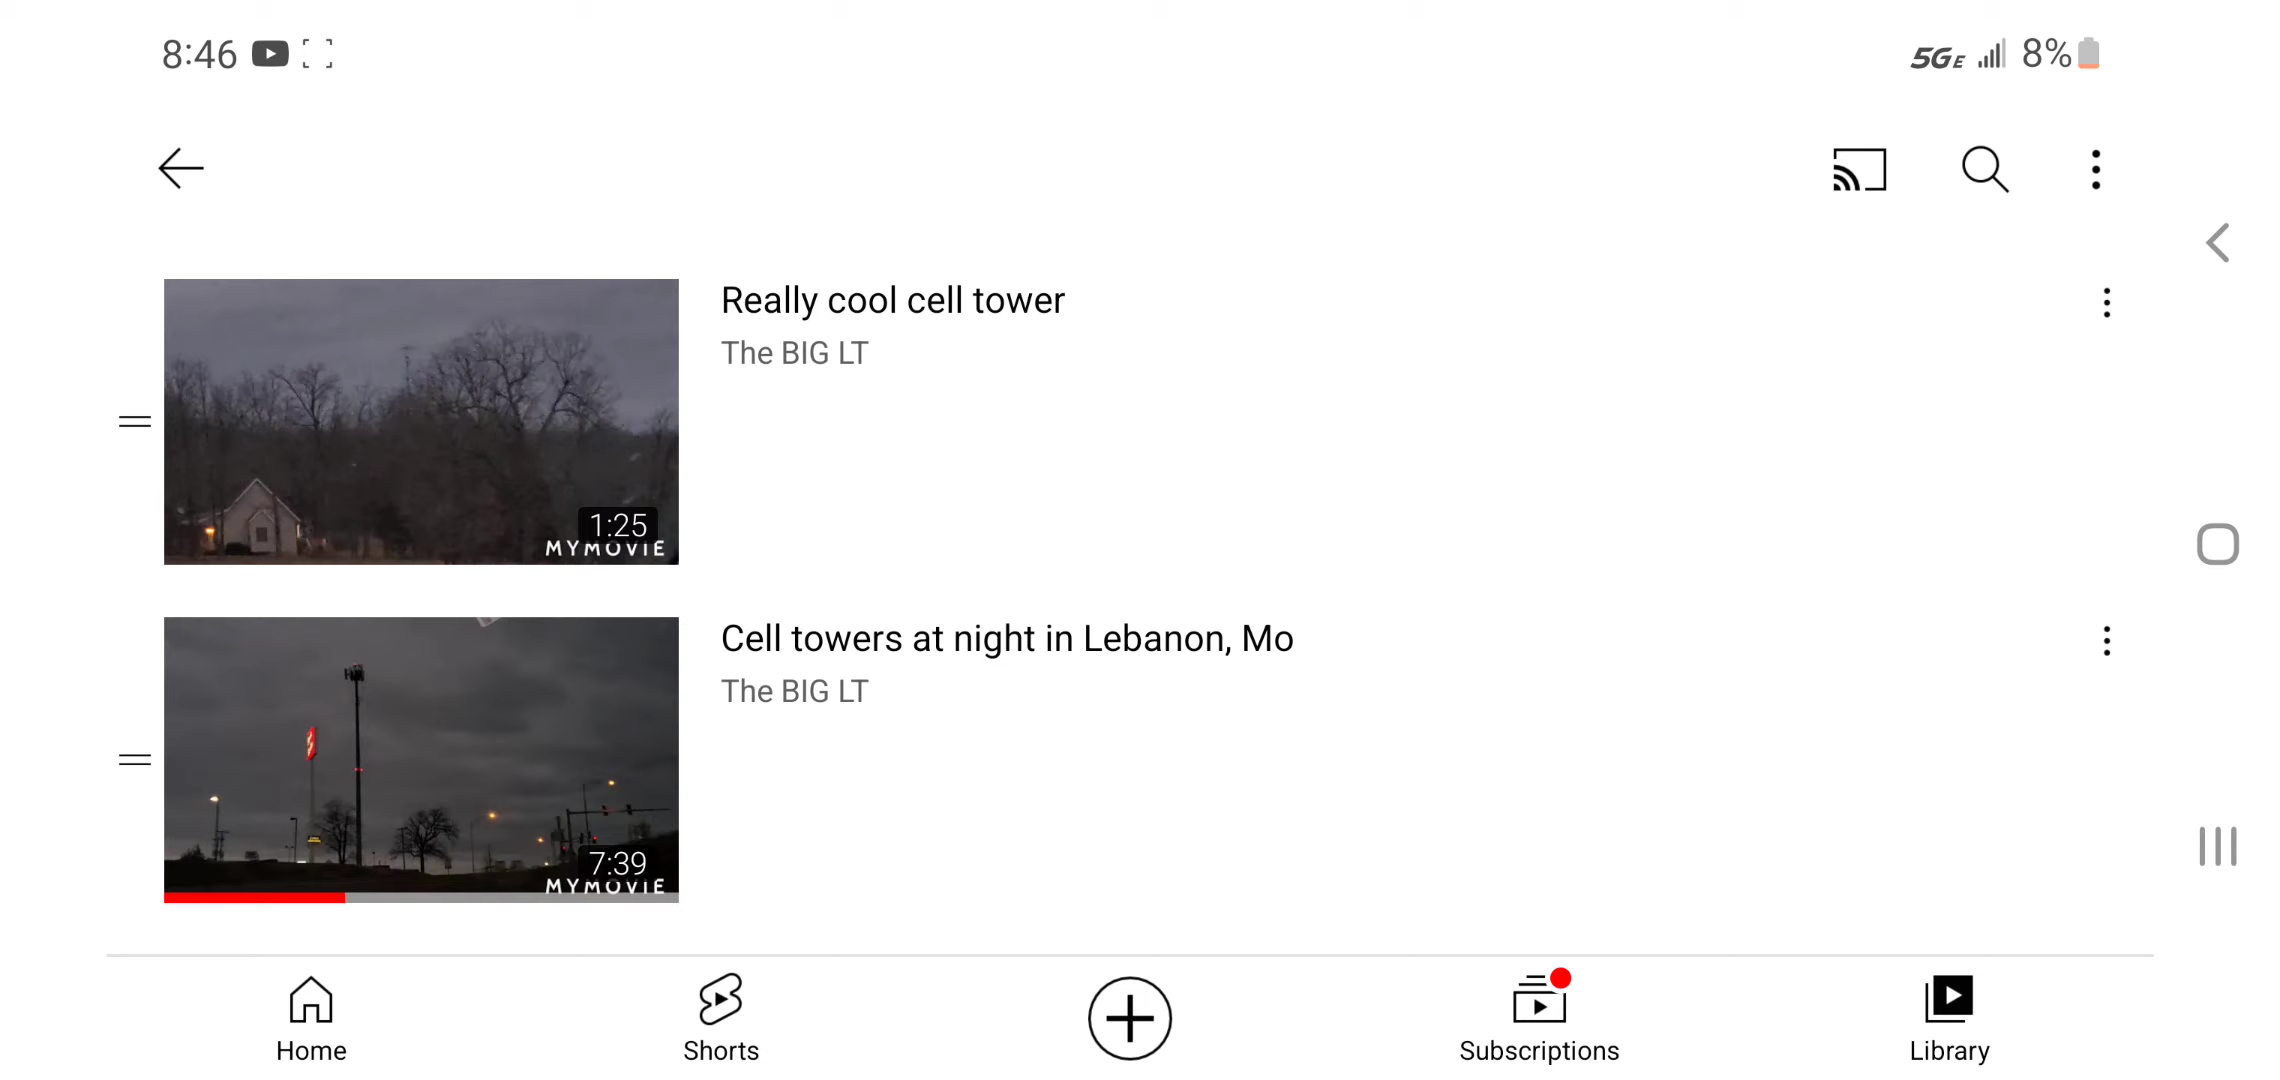 8:46
5GE 8%
Really cool cell tower
The BIG LT
1:25
MYMOVIE
Cell towers at night in Lebanon, Mo
The BIG LT
7:39
MYMOVIE
Home Shorts Subscriptions Library